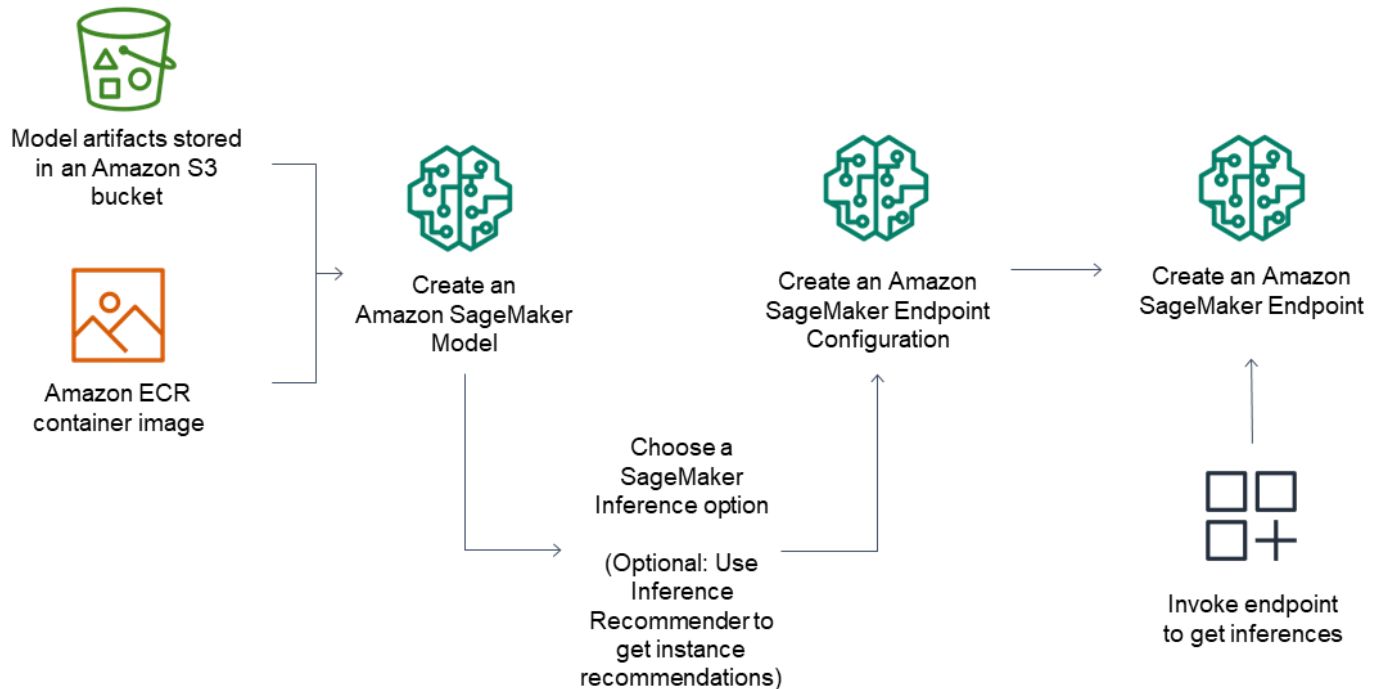 Model artifacts stored
in an Amazon S3
bucket
Amazon ECR
container image
Create an
Amazon SageMaker
Model
Choose a
SageMaker
Inference option
(Optional: Use
Inference
Recommender to
get instance
recommendations)
Create an Amazon
SageMaker Endpoint
Configuration
Create an Amazon
SageMaker Endpoint
Invoke endpoint
to get inferences